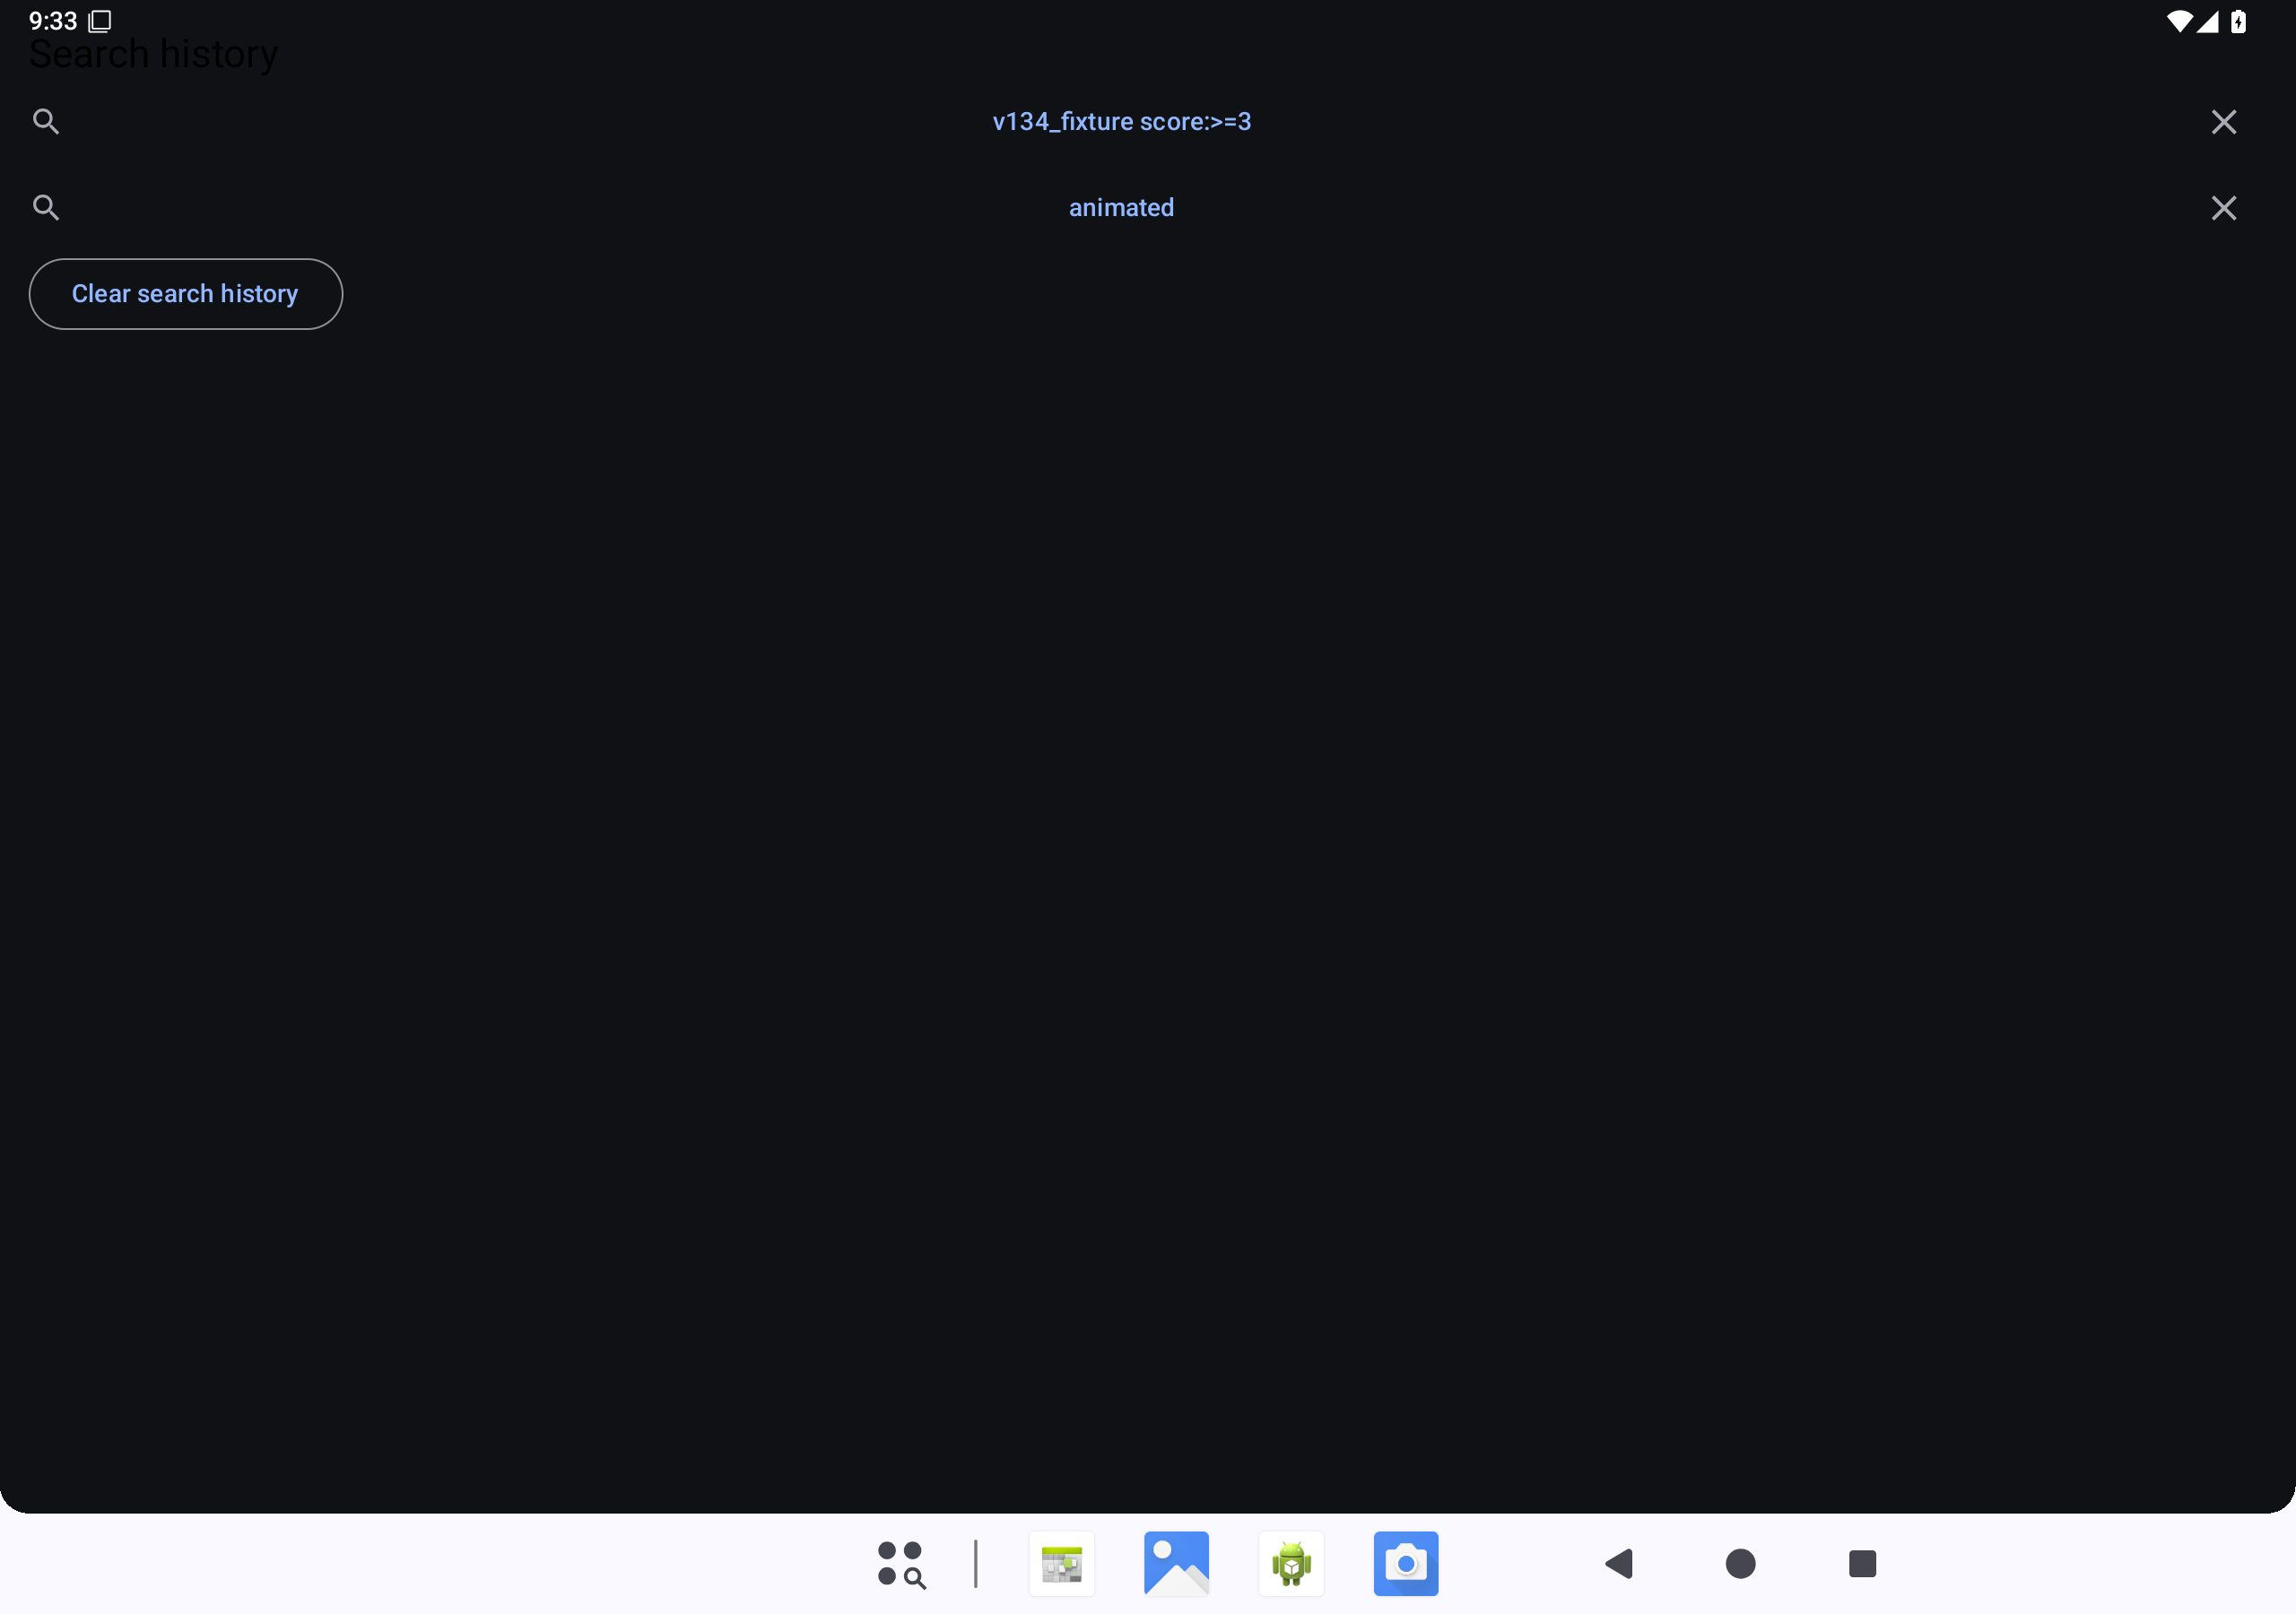 9:33
Search history
v134_fixture score:>=3
animated
Clear search history